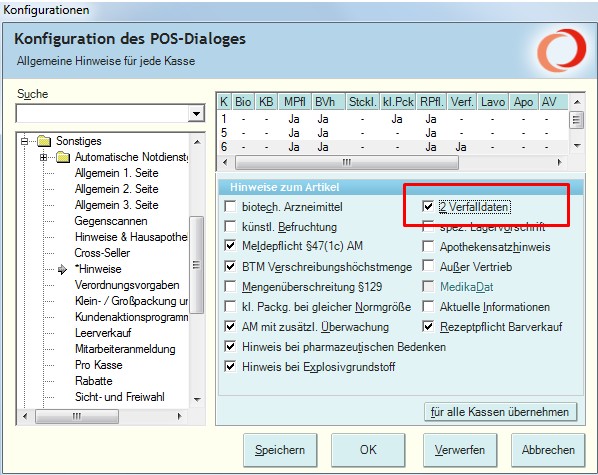 Konfigurationen
Konfiguration des POS-Dialoges
Allgemeine Hinweise für jede Kasse
Suche
Sonstiges
Automatische Notdienst
Allgemein 1. Seite
Allgemein 2. Seite
Allgemein 3. Seite
Gegenscannen
Hinweise & Hausapothe
Cross-Seller
*Hinweise
Verordnungsvorgaben
Klein- / Großpackung ur
Kundenaktionsprogramm
Leerverkauf
Mitarbeiteranmeldung
Pro Kasse
Rabatte
Sicht- und Freiwahl
K Bio KB MPfl BVh Stckl. kl.Pck RPfl. Verf. Lavo Apo AV
1 - - Ja Ja - Ja Ja - - - -
5 - - Ja Ja - - Ja - - - -
6 - - Ja Ja - - Ja Ja - - -
Hinweise zum Artikel
biotech. Arzneimittel
künstl. Befruchtung
Meldepflicht §47(1c) AM
BTM Verschreibungshöchstmenge
Mengenüberschreitung §129
kl. Packg. bei gleicher Normgröße
AM mit zusätzl. Überwachung
Hinweis bei pharmazeutischen Bedenken
Hinweis bei Explosivgrundstoff
2 Verfalldaten
spez. Lagervorschrift
Apothekensatzhinweis
Außer Vertrieb
MedikaDat
Aktuelle Informationen
Rezeptpflicht Barverkauf
für alle Kassen übernehmen
Speichern
OK
Verwerfen
Abbrechen